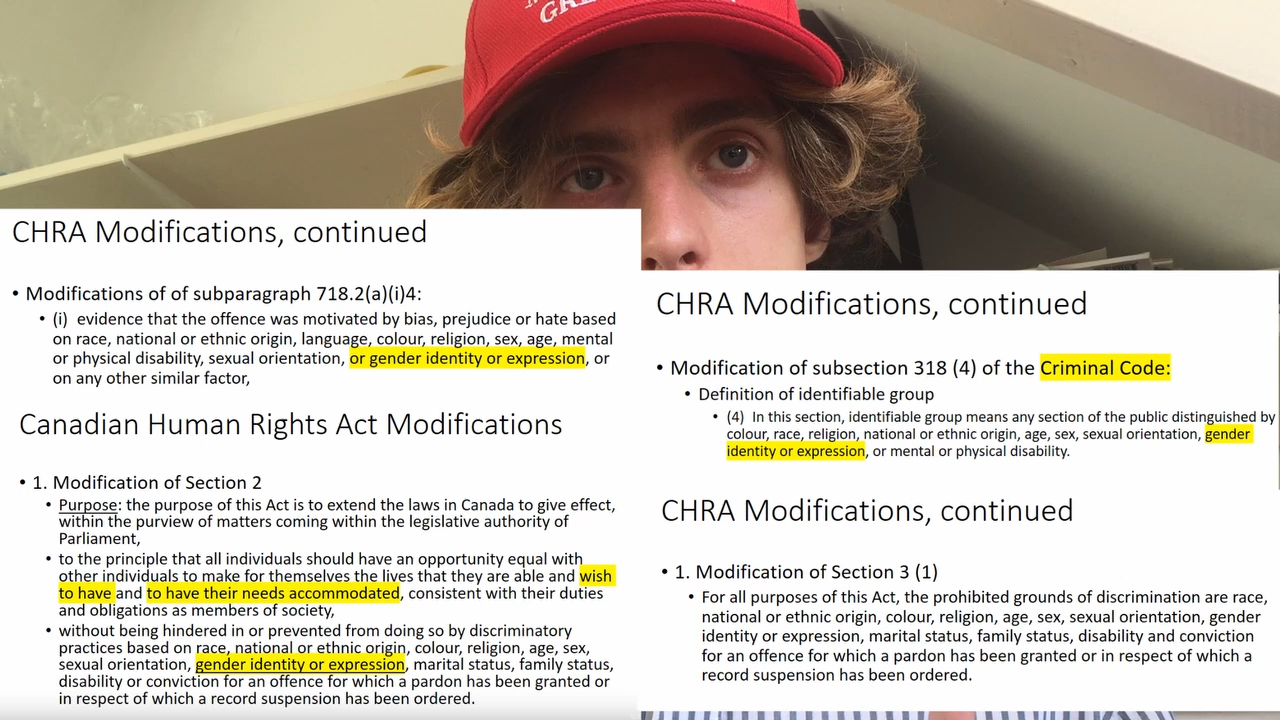 GR
CHRA Modifications, continued
• Modifications of of subparagraph 718.2(a)(i)4:
• (i) evidence that the offence was motivated by bias, prejudice or hate based
on race, national or ethnic origin, language, colour, religion, sex, age, mental
or physical disability, sexual orientation, or gender identity or expression, or
on any other similar factor,
Canadian Human Rights Act Modifications
• 1. Modification of Section 2
• Purpose: the purpose of this Act is to extend the laws in Canada to give effect,
within the purview of matters coming within the legislative authority of
Parliament,
• to the principle that all individuals should have an opportunity equal with
other individuals to make for themselves the lives that they are able and wish
to have and to have their needs accommodated, consistent with their duties
and obligations as members of society,
• without being hindered in or prevented from doing so by discriminatory
practices based on race, national or ethnic origin, colour, religion, age, sex,
sexual orientation, gender identity or expression, marital status, family status,
disability or conviction for an offence for which a pardon has been granted or
in respect of which a record suspension has been ordered.
CHRA Modifications, continued
• Modification of subsection 318 (4) of the Criminal Code:
• Definition of identifiable group
• (4) In this section, identifiable group means any section of the public distinguished by
colour, race, religion, national or ethnic origin, age, sex, sexual orientation, gender
identity or expression, or mental or physical disability.
CHRA Modifications, continued
• 1. Modification of Section 3 (1)
• For all purposes of this Act, the prohibited grounds of discrimination are race,
national or ethnic origin, colour, religion, age, sex, sexual orientation, gender
identity or expression, marital status, family status, disability and conviction
for an offence for which a pardon has been granted or in respect of which a
record suspension has been ordered.